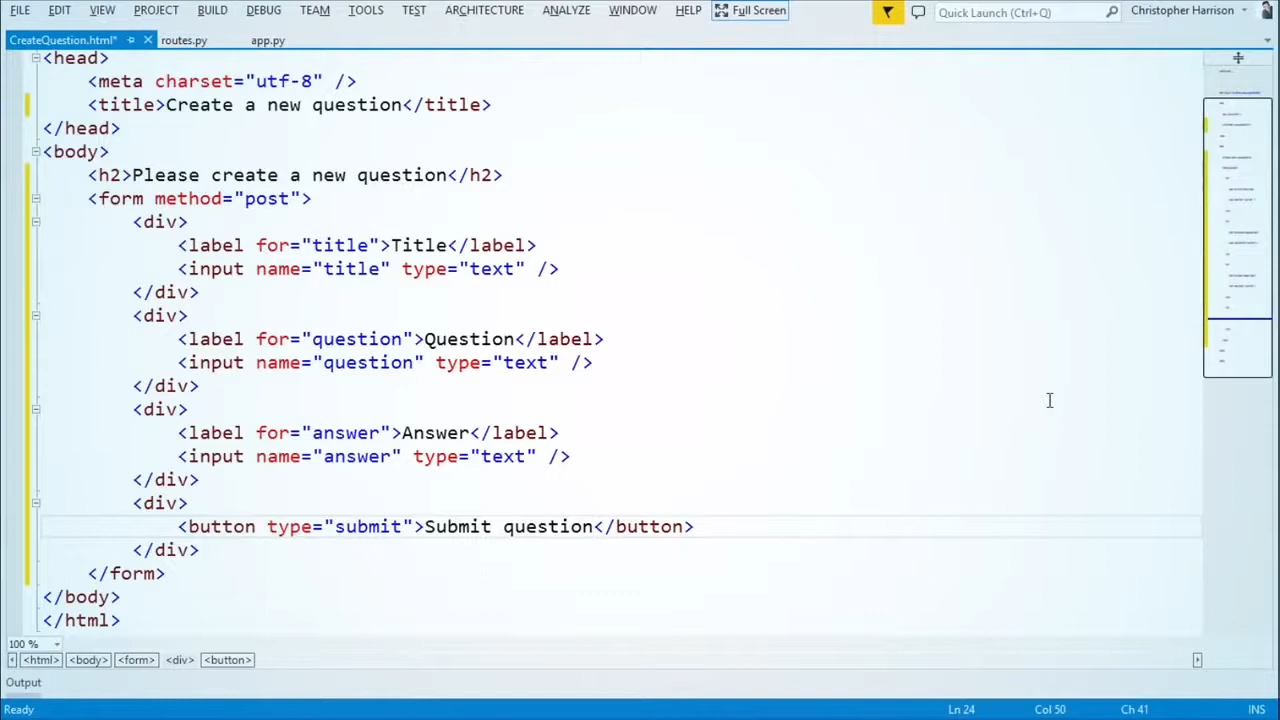 FILE EDIT VIEW PROJECT BUILD DEBUG TEAM TOOLS TEST ARCHITECTURE ANALYZE WINDOW HELP Full Screen Quick Launch (Ctrl+Q) Christopher Harrison
CreateQuestion.html* routes.py app.py
<head>
<meta charset="utf-8" />
<title>Create a new question</title>
</head>
<body>
<h2>Please create a new question</h2>
<form method="post">
<div>
<label for="title">Title</label>
<input name="title" type="text" />
</div>
<div>
<label for="question">Question</label>
<input name="question" type="text" />
</div>
<div>
<label for="answer">Answer</label>
<input name="answer" type="text" />
</div>
<div>
<button type="submit">Submit question</button>
</div>
</form>
</body>
</html>
100 %
<html> <body> <form> <div> <button>
Output
Ready Ln 24 Col 50 Ch 41 INS